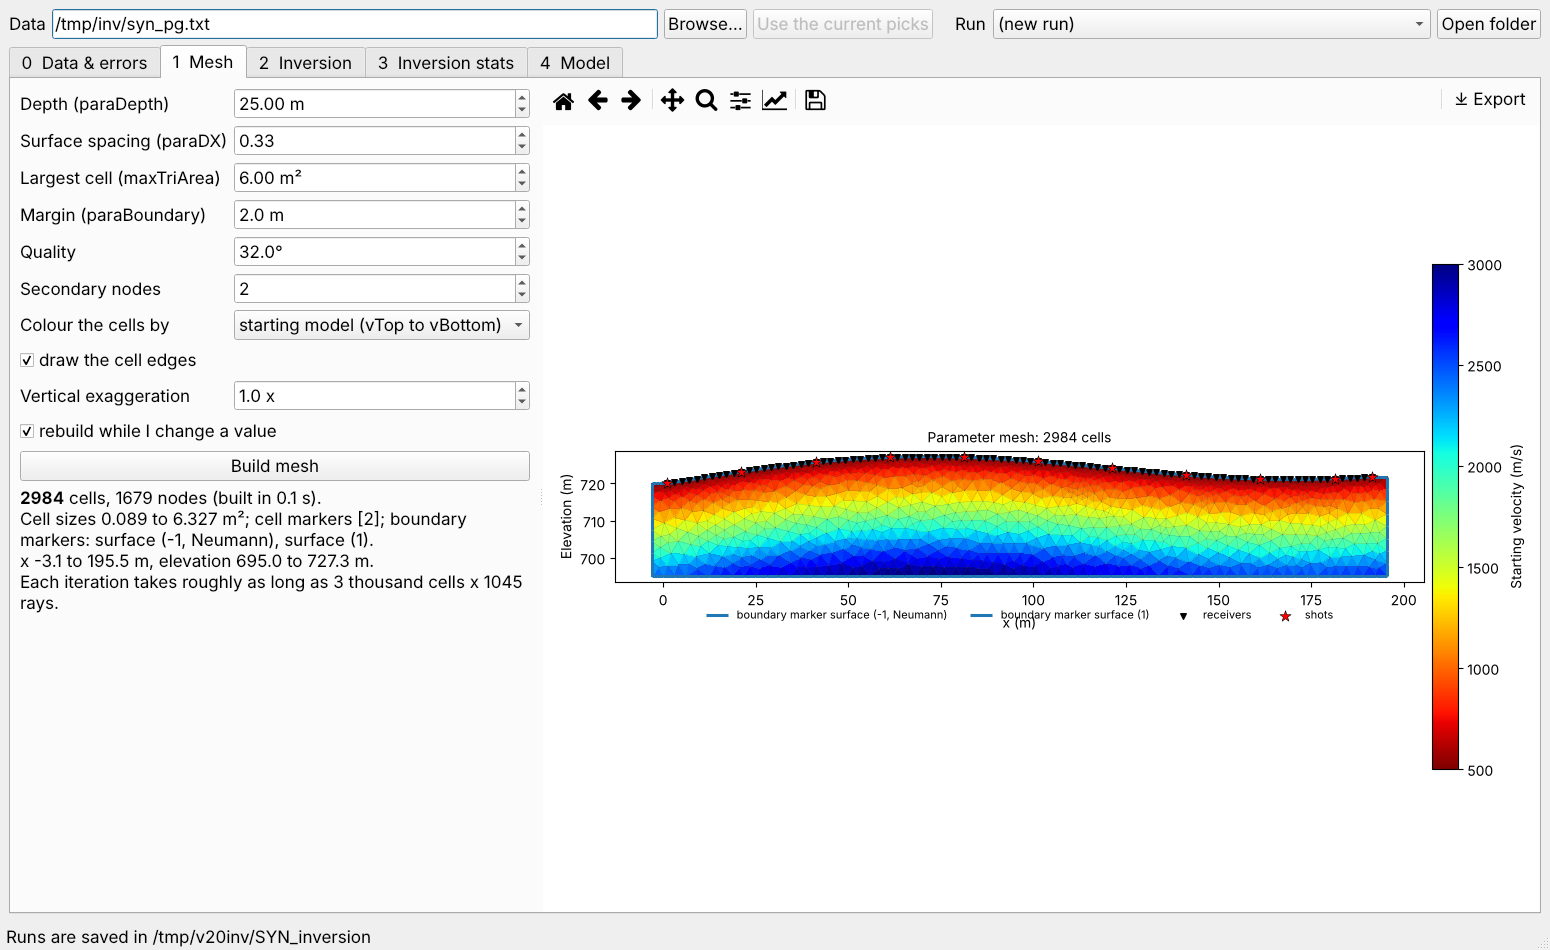 Data /tmp/inv/syn_pg.txt Browse... Use the current picks Run (new run) Open folder
0 Data & errors 1 Mesh 2 Inversion 3 Inversion stats 4 Model
Depth (paraDepth) 25.00 m
Surface spacing (paraDX) 0.33
Largest cell (maxTriArea) 6.00 m²
Margin (paraBoundary) 2.0 m
Quality 32.0°
Secondary nodes 2
Colour the cells by starting model (vTop to vBottom)
draw the cell edges
Vertical exaggeration 1.0 x
rebuild while I change a value
Build mesh
2984 cells, 1679 nodes (built in 0.1 s).
Cell sizes 0.089 to 6.327 m²; cell markers [2]; boundary
markers: surface (-1, Neumann), surface (1).
x -3.1 to 195.5 m, elevation 695.0 to 727.3 m.
Each iteration takes roughly as long as 3 thousand cells x 1045
rays.
Export
Parameter mesh: 2984 cells
Elevation (m)
720
710
700
0 25 50 75 100 125 150 175 200
boundary marker surface (-1, Neumann) boundary marker surface (1) receivers shots
x (m)
3000
2500
2000
1500
1000
500
Starting velocity (m/s)
Runs are saved in /tmp/v20inv/SYN_inversion